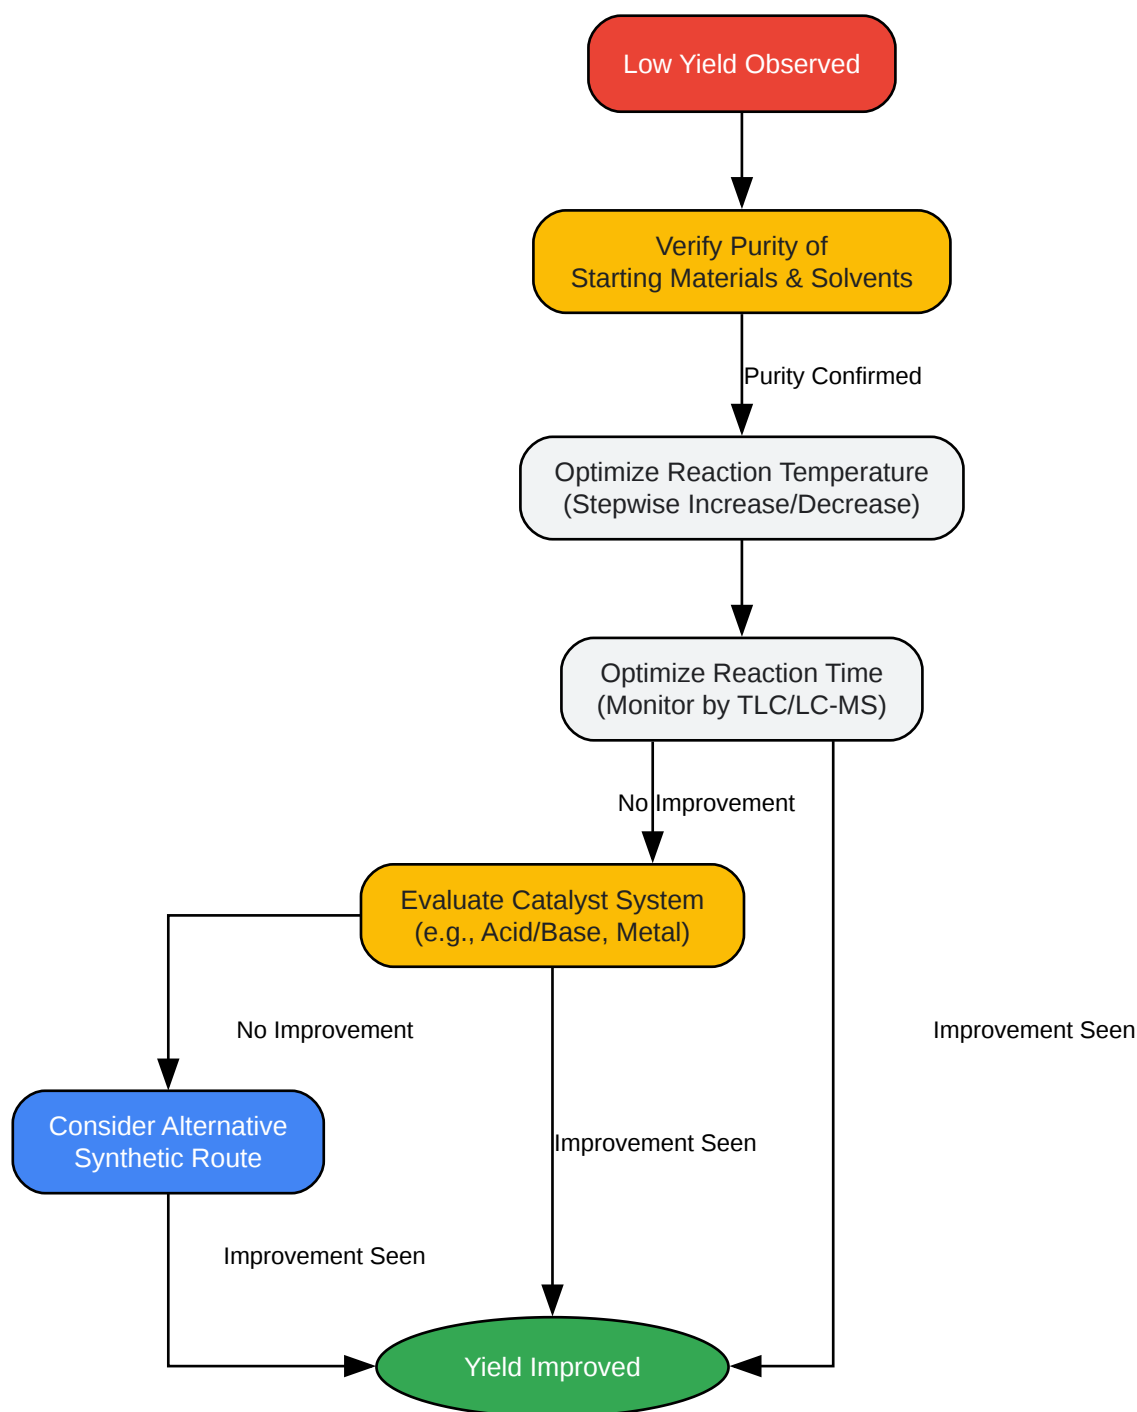 Low Yield Observed
Verify Purity of
Starting Materials & Solvents
Purity Confirmed
Optimize Reaction Temperature
(Stepwise Increase/Decrease)
Optimize Reaction Time
(Monitor by TLC/LC-MS)
No Improvement
Evaluate Catalyst System
(e.g., Acid/Base, Metal)
No Improvement
Improvement Seen
Consider Alternative
Synthetic Route
Improvement Seen
Improvement Seen
Yield Improved